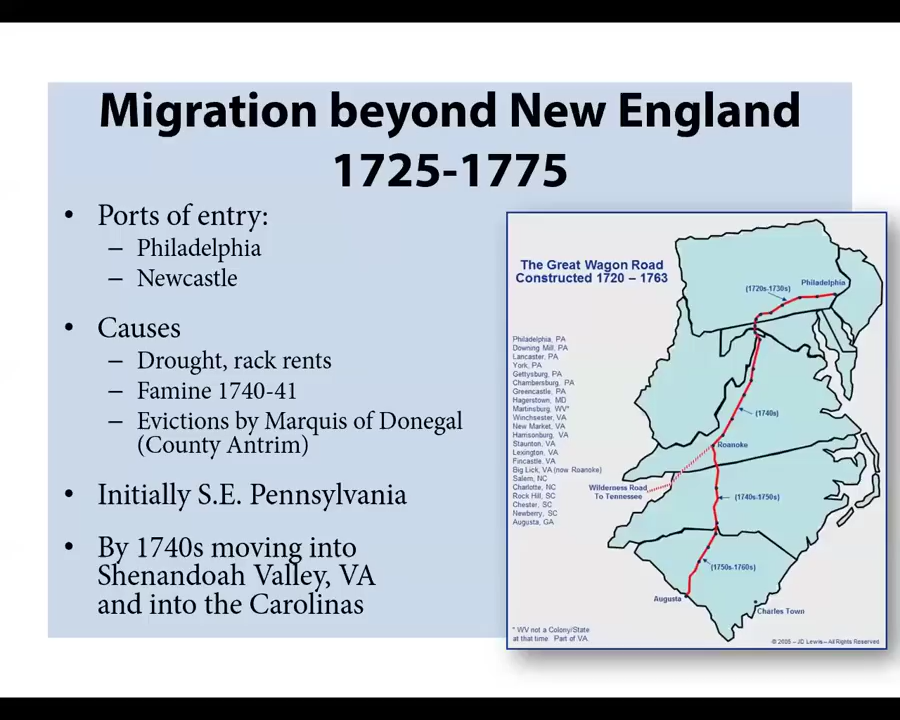 Migration beyond New England
1725-1775
• Ports of entry:
– Philadelphia
– Newcastle
• Causes
– Drought, rack rents
– Famine 1740-41
– Evictions by Marquis of Donegal
(County Antrim)
• Initially S.E. Pennsylvania
• By 1740s moving into
Shenandoah Valley, VA
and into the Carolinas
The Great Wagon Road
Constructed 1720 – 1763
Philadelphia, PA
Downing Mill, PA
Lancaster, PA
York, PA
Gettysburg, PA
Chambersburg, PA
Greencastle, PA
Hagerstown, MD
Martinsburg, WV*
Winchester, VA
New Market, VA
Harrisonburg, VA
Staunton, VA
Lexington, VA
Fincastle, VA
Big Lick, VA (now Roanoke)
Salem, NC
Charlotte, NC
Rock Hill, SC
Chester, SC
Newberry, SC
Augusta, GA
Philadelphia
(1720s-1730s)
(1740s)
Roanoke
Wilderness Road
To Tennessee
(1740s-1750s)
(1750s-1760s)
Augusta
Charles Town
* WV not a Colony/State
at that time Part of VA
© 2005 – JD Lewis – All Rights Reserved